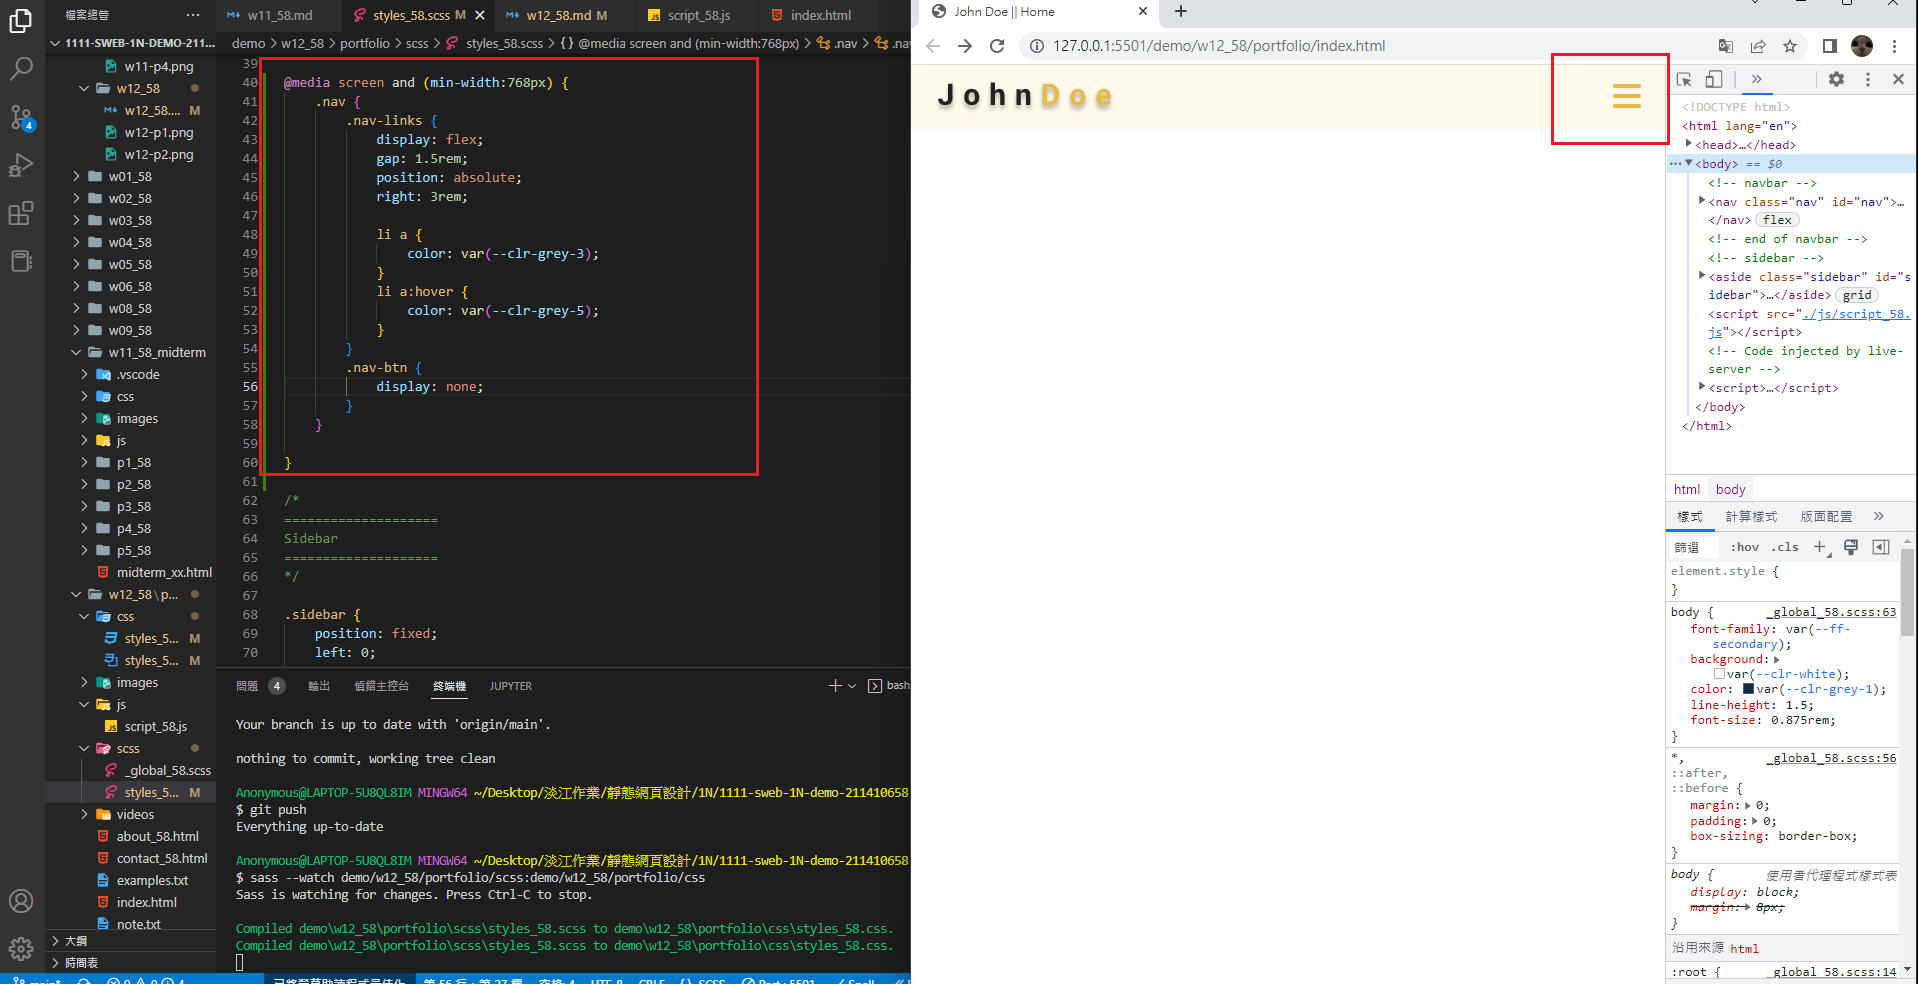 檔案總管
···
w11_58.md
styles_58.scss M
w12_58.md M
script_58.js
index.html
1111-SWEB-1N-DEMO-211...
demo > w12_58 > portfolio > scss > styles_58.scss > {} @media screen and (min-width:768px) > .nav >
w11-p4.png
w12_58
w12_58.... M
w12-p1.png
w12-p2.png
w01_58
w02_58
w03_58
w04_58
w05_58
w06_58
w08_58
w09_58
w11_58_midterm
.vscode
css
images
js
p1_58
p2_58
p3_58
p4_58
p5_58
midterm_xx.html
w12_58\p...
css
styles_5... M
styles_5... M
images
js
script_58.js
scss
_global_58.scss
styles_5... M
videos
about_58.html
contact_58.html
examples.txt
index.html
note.txt
大綱
時間表
4
39
40 @media screen and (min-width:768px) {
41 .nav {
42 .nav-links {
43 display: flex;
44 gap: 1.5rem;
45 position: absolute;
46 right: 3rem;
47
48 li a {
49 color: var(--clr-grey-3);
50 }
51 li a:hover {
52 color: var(--clr-grey-5);
53 }
54 }
55 .nav-btn {
56 display: none;
57 }
58 }
59
60 }
61
62 /*
63 ====================
64 Sidebar
65 ====================
66 */
67
68 .sidebar {
69 position: fixed;
70 left: 0;
問題 4 輸出 偵錯主控台 終端機 JUPYTER
bash
Your branch is up to date with 'origin/main'.
nothing to commit, working tree clean
Anonymous@LAPTOP-5U8QL8IM MINGW64 ~/Desktop/淡江作業/靜態網頁設計/1N/1111-sweb-1N-demo-211410658
$ git push
Everything up-to-date
Anonymous@LAPTOP-5U8QL8IM MINGW64 ~/Desktop/淡江作業/靜態網頁設計/1N/1111-sweb-1N-demo-211410658
$ sass --watch demo/w12_58/portfolio/scss:demo/w12_58/portfolio/css
Sass is watching for changes. Press Ctrl-C to stop.
Compiled demo\w12_58\portfolio\scss\styles_58.scss to demo\w12_58\portfolio\css\styles_58.css.
Compiled demo\w12_58\portfolio\scss\styles_58.scss to demo\w12_58\portfolio\css\styles_58.css.
John Doe || Home
127.0.0.1:5501/demo/w12_58/portfolio/index.html
JohnDoe
<!DOCTYPE html>
<html lang="en">
<head>…</head>
··· <body> == $0
<!-- navbar -->
<nav class="nav" id="nav">…
</nav> flex
<!-- end of navbar -->
<!-- sidebar -->
<aside class="sidebar" id="s
idebar">…</aside> grid
<script src="./js/script_58.
js"></script>
<!-- Code injected by live-
server -->
<script>…</script>
</body>
</html>
html body
樣式 計算樣式 版面配置
篩選 :hov .cls
element.style {
}
body { _global_58.scss:63
font-family: var(--ff-
secondary);
background:
var(--clr-white);
color: var(--clr-grey-1);
line-height: 1.5;
font-size: 0.875rem;
}
*, _global_58.scss:56
::after,
::before {
margin: 0;
padding: 0;
box-sizing: border-box;
}
body { 使用者代理程式樣式表
display: block;
margin: 8px;
}
沿用來源 html
:root { _global_58.scss:14